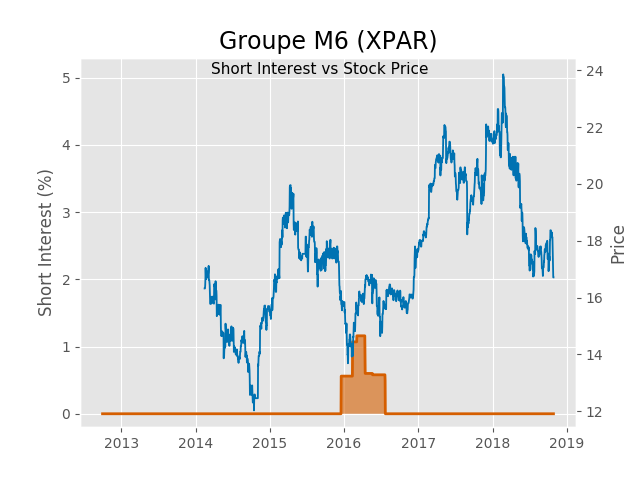 Groupe M6 (XPAR)
Short Interest vs Stock Price
Short Interest (%)
5
4
3
2
1
0
24
22
20
18
16
14
12
Price
2013 2014 2015 2016 2017 2018 2019